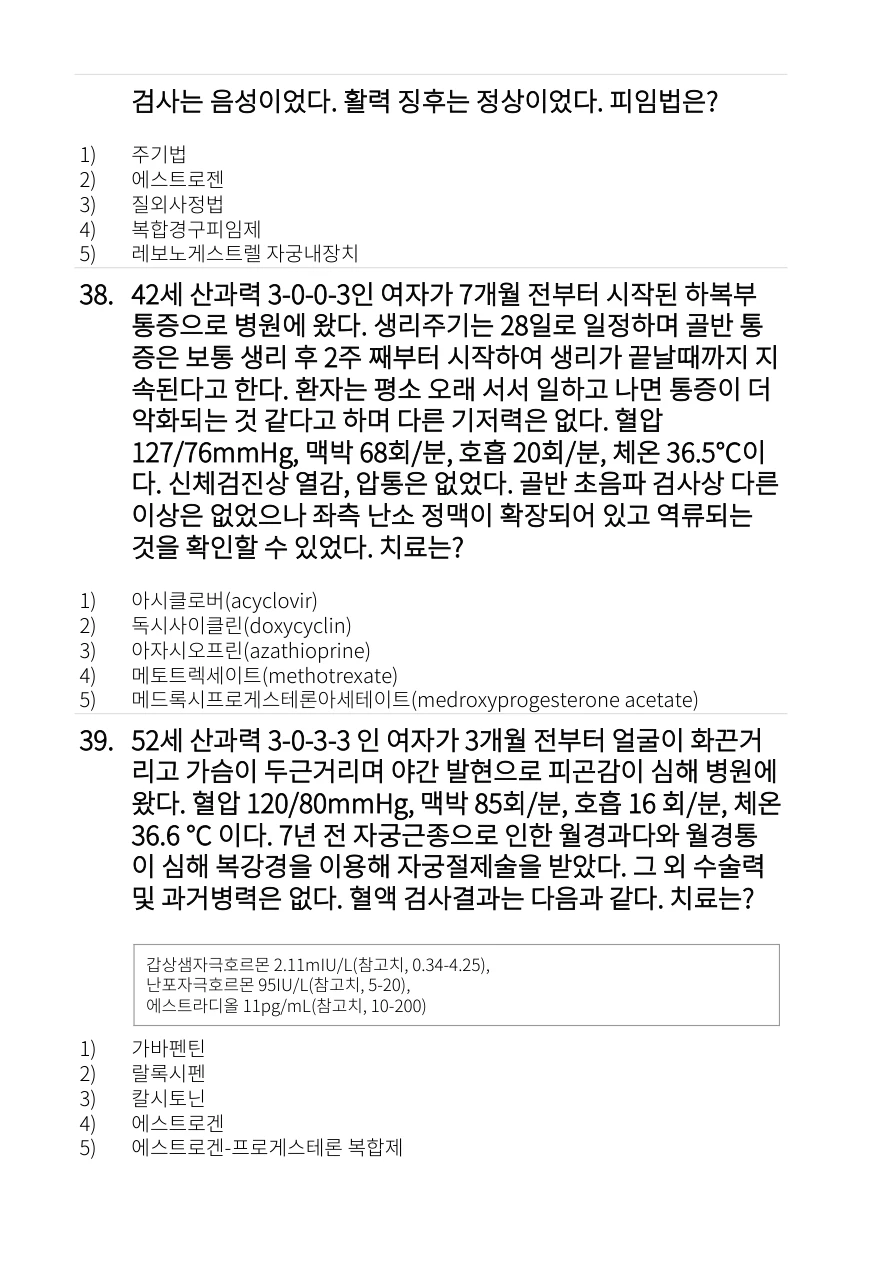 검사는 음성이었다. 활력 징후는 정상이었다. 피임법은?
1) 주기법
2) 에스트로젠
3) 질외사정법
4) 복합경구피임제
5) 레보노게스트렐 자궁내장치
38. 42세 산과력 3-0-0-3인 여자가 7개월 전부터 시작된 하복부
통증으로 병원에 왔다. 생리주기는 28일로 일정하며 골반 통
증은 보통 생리 후 2주 째부터 시작하여 생리가 끝날때까지 지
속된다고 한다. 환자는 평소 오래 서서 일하고 나면 통증이 더
악화되는 것 같다고 하며 다른 기저력은 없다. 혈압
127/76mmHg, 맥박 68회/분, 호흡 20회/분, 체온 36.5°C이
다. 신체검진상 열감, 압통은 없었다. 골반 초음파 검사상 다른
이상은 없었으나 좌측 난소 정맥이 확장되어 있고 역류되는
것을 확인할 수 있었다. 치료는?
1) 아시클로버(acyclovir)
2) 독시사이클린(doxycyclin)
3) 아자시오프린(azathioprine)
4) 메토트렉세이트(methotrexate)
5) 메드록시프로게스테론아세테이트(medroxyprogesterone acetate)
39. 52세 산과력 3-0-3-3 인 여자가 3개월 전부터 얼굴이 화끈거
리고 가슴이 두근거리며 야간 발현으로 피곤감이 심해 병원에
왔다. 혈압 120/80mmHg, 맥박 85회/분, 호흡 16 회/분, 체온
36.6 °C 이다. 7년 전 자궁근종으로 인한 월경과다와 월경통
이 심해 복강경을 이용해 자궁절제술을 받았다. 그 외 수술력
및 과거병력은 없다. 혈액 검사결과는 다음과 같다. 치료는?
갑상샘자극호르몬 2.11mIU/L(참고치, 0.34-4.25),
난포자극호르몬 95IU/L(참고치, 5-20),
에스트라디올 11pg/mL(참고치, 10-200)
1) 가바펜틴
2) 랄록시펜
3) 칼시토닌
4) 에스트로겐
5) 에스트로겐-프로게스테론 복합제